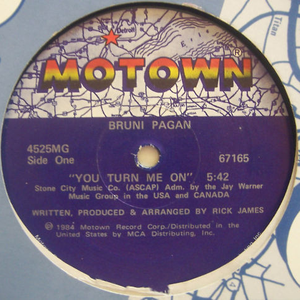 Detroit
MOTOWN®
BRUNI PAGAN
4525MG
Side One
67165
"YOU TURN ME ON" 5:42
Stone City Music Co. (ASCAP) Adm. by the Jay Warner
Music Group in the USA and CANADA
WRITTEN, PRODUCED & ARRANGED BY RICK JAMES
℗ 1984 Motown Record Corp./Distributed in the
United States by MCA Distributing, Inc.
Titan